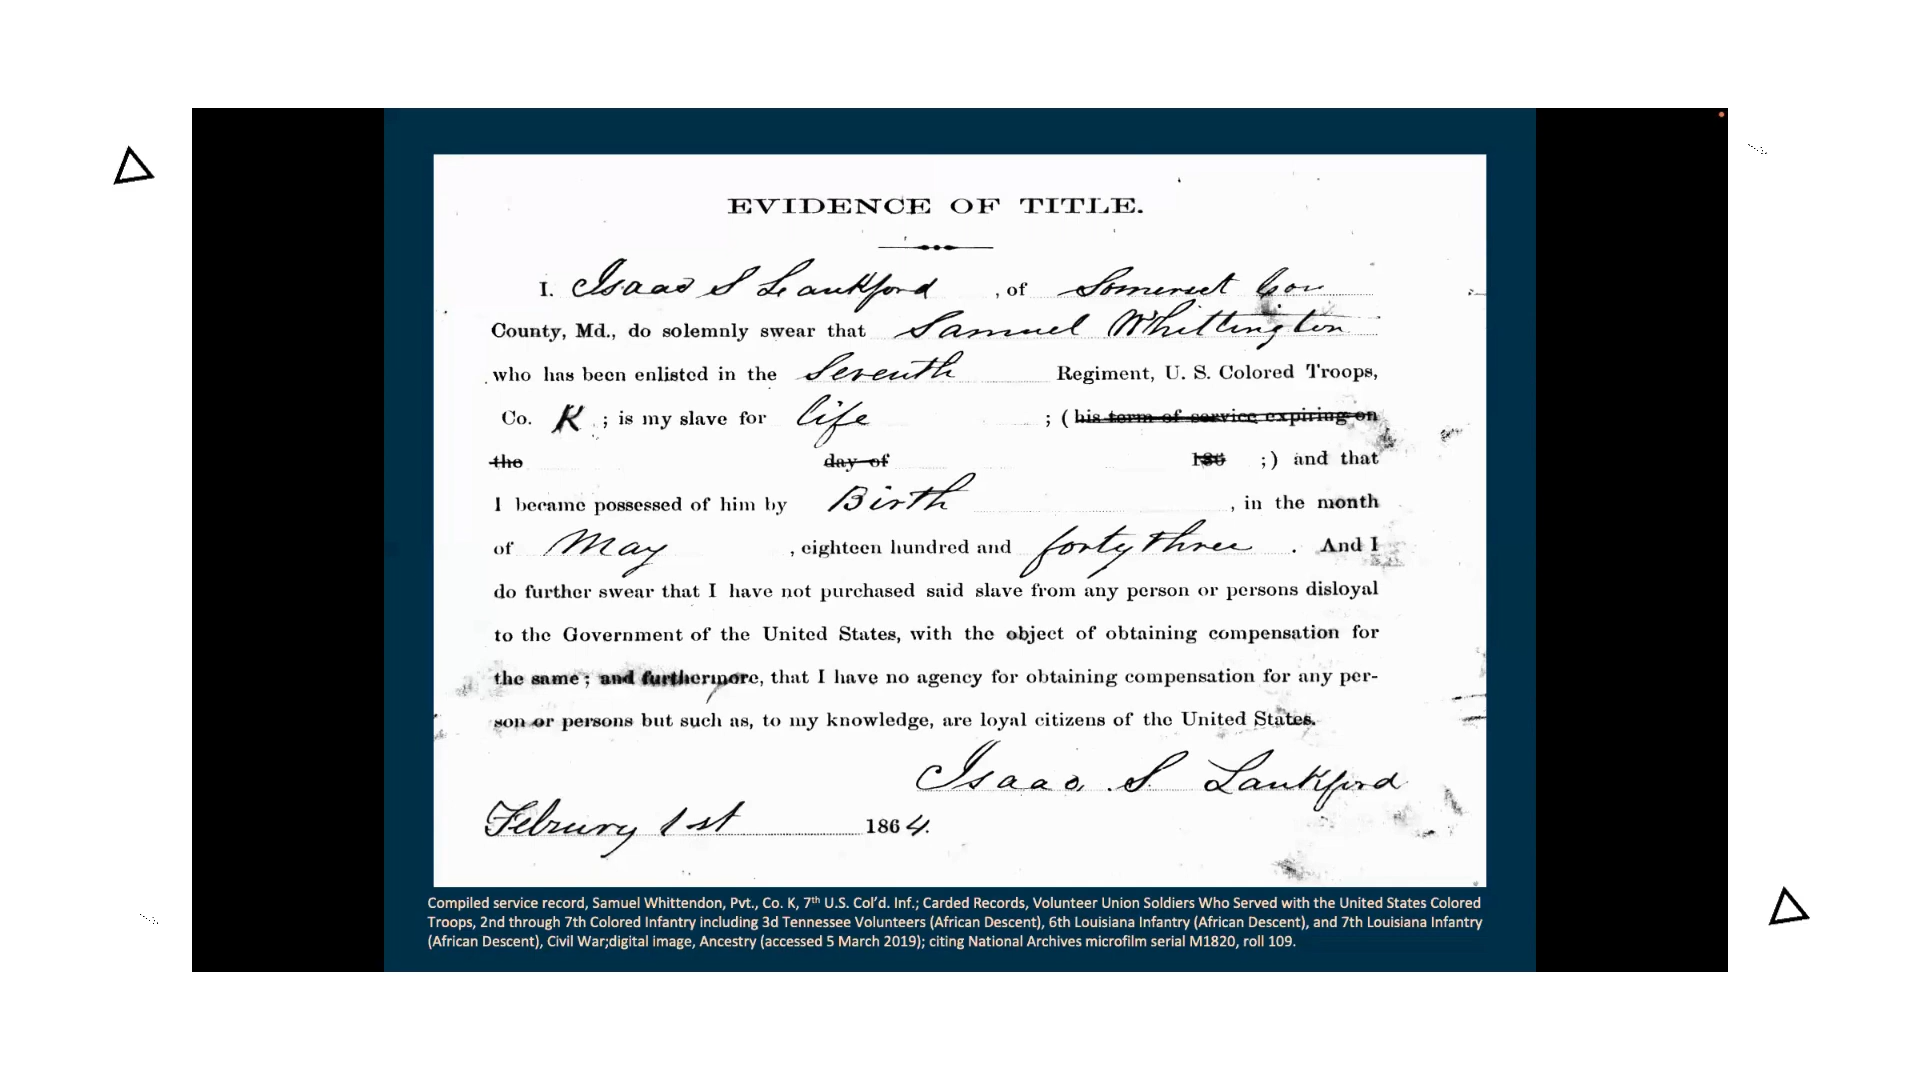 EVIDENCE OF TITLE.
I. Isaac S Lankford , of Somerset Cou
County, Md., do solemnly swear that Samuel Whittington
who has been enlisted in the Seventh Regiment, U. S. Colored Troops,
Co. K ; is my slave for life ; (his term of service expiring on
the day of 186 ;) and that
I became possessed of him by Birth , in the month
of May , eighteen hundred and forty three . And I
do further swear that I have not purchased said slave from any person or persons disloyal
to the Government of the United States, with the object of obtaining compensation for
the same ; and furthermore, that I have no agency for obtaining compensation for any per-
son or persons but such as, to my knowledge, are loyal citizens of the United States.
Isaac S. Lankford
Februry 1st 1864.
Compiled service record, Samuel Whittendon, Pvt., Co. K, 7th U.S. Col’d. Inf.; Carded Records, Volunteer Union Soldiers Who Served with the United States Colored
Troops, 2nd through 7th Colored Infantry including 3d Tennessee Volunteers (African Descent), 6th Louisiana Infantry (African Descent), and 7th Louisiana Infantry
(African Descent), Civil War;digital image, Ancestry (accessed 5 March 2019); citing National Archives microfilm serial M1820, roll 109.